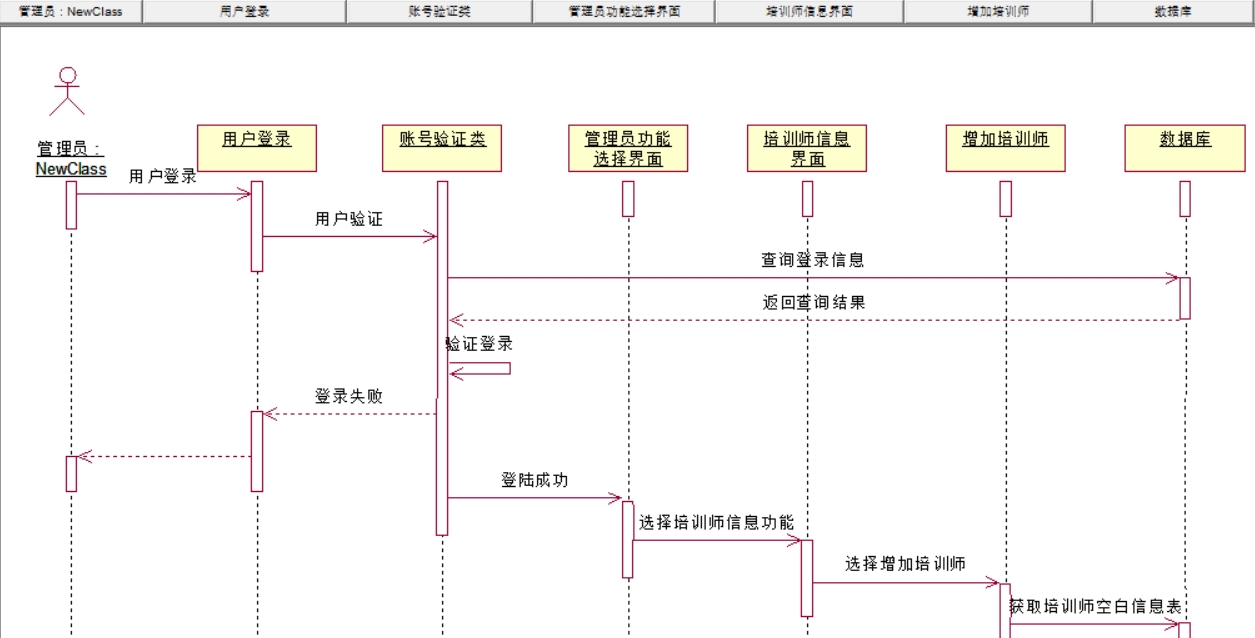 管理员：NewClass
用户登录
账号验证类
管理员功能选择界面
培训师信息界面
增加培训师
数据库
管理员：
NewClass
用户登录
账号验证类
管理员功能
选择界面
培训师信息
界面
增加培训师
数据库
用户登录
用户验证
查询登录信息
返回查询结果
验证登录
登录失败
登陆成功
选择培训师信息功能
选择增加培训师
获取培训师空白信息表